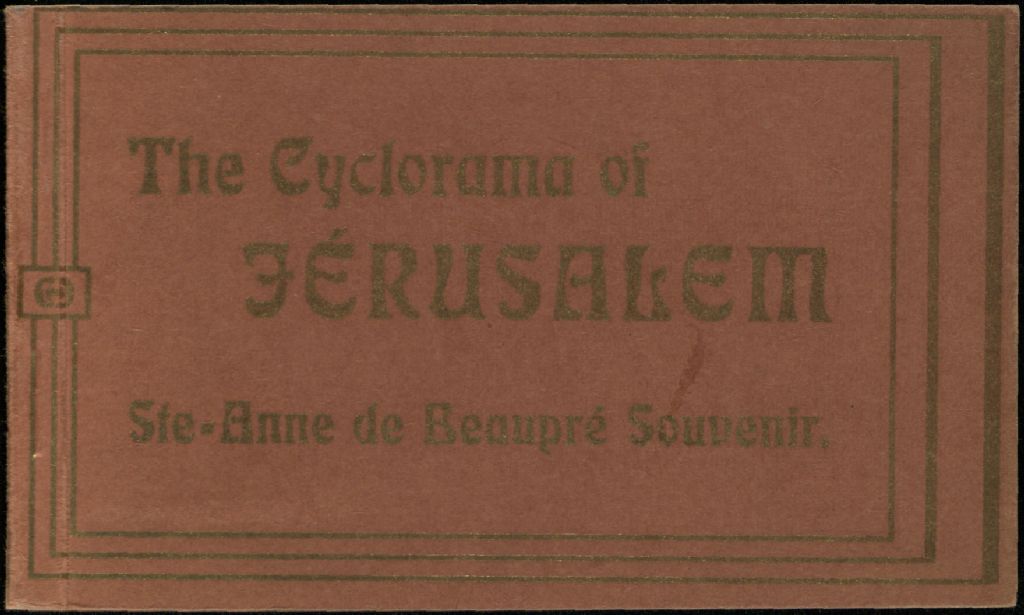 The Cyclorama of
JÉRUSALEM
Ste-Anne de Beaupré Souvenir.